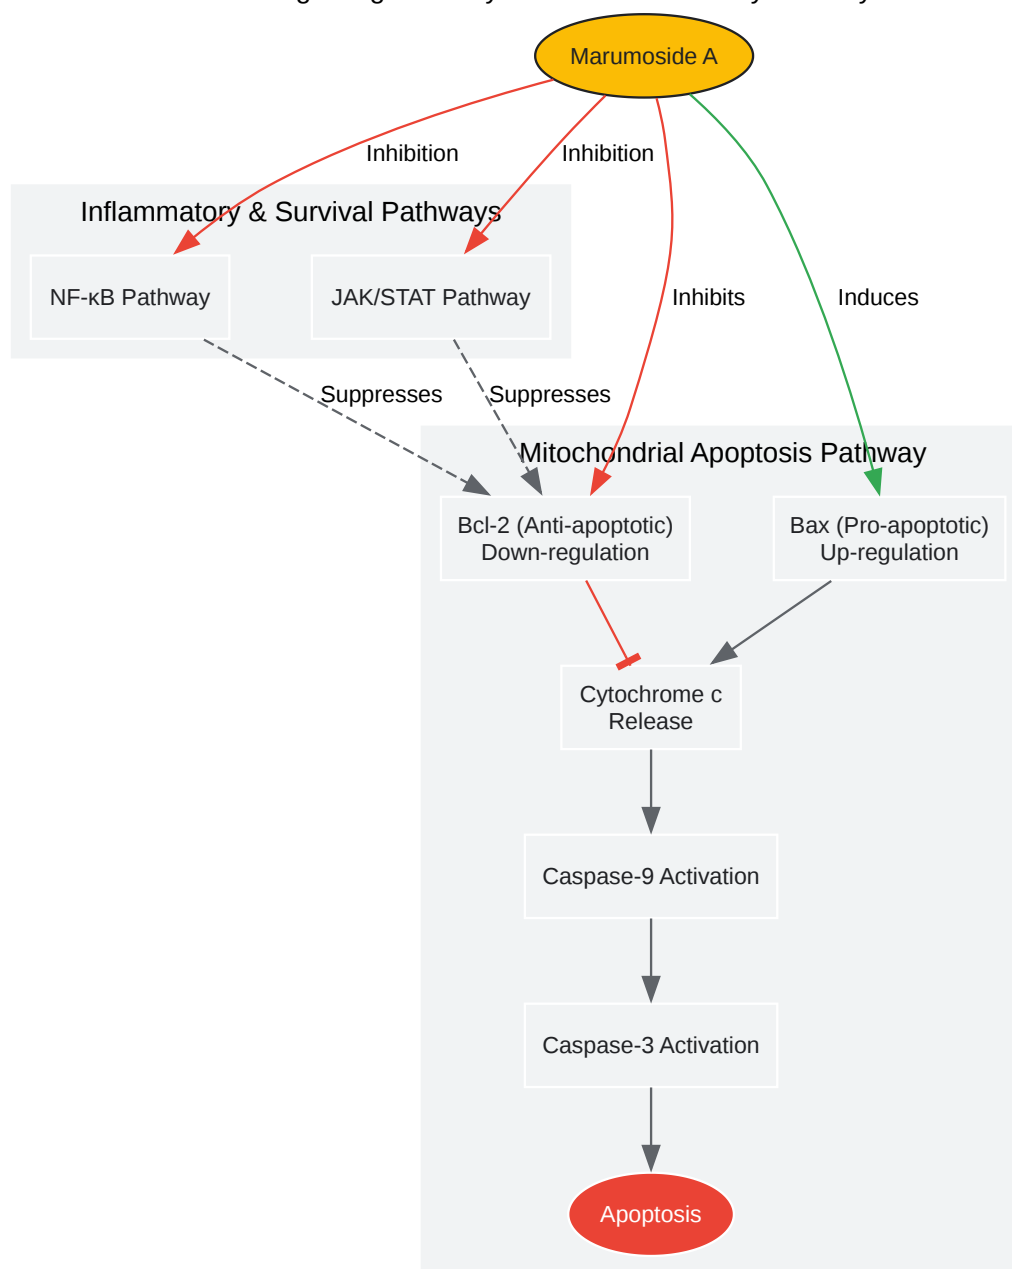 Marumoside A
Inhibition
Inhibition
Inflammatory & Survival Pathways
NF-κB Pathway
JAK/STAT Pathway
Inhibits
Induces
Suppresses
Suppresses
Mitochondrial Apoptosis Pathway
Bcl-2 (Anti-apoptotic)
Down-regulation
Bax (Pro-apoptotic)
Up-regulation
Cytochrome c
Release
Caspase-9 Activation
Caspase-3 Activation
Apoptosis